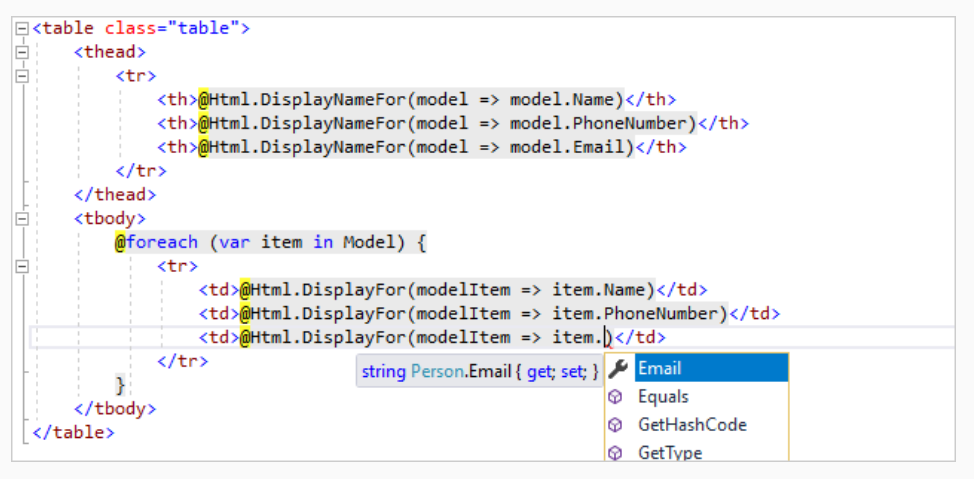 <table class="table">
<thead>
<tr>
<th>@Html.DisplayNameFor(model => model.Name)</th>
<th>@Html.DisplayNameFor(model => model.PhoneNumber)</th>
<th>@Html.DisplayNameFor(model => model.Email)</th>
</tr>
</thead>
<tbody>
@foreach (var item in Model) {
<tr>
<td>@Html.DisplayFor(modelItem => item.Name)</td>
<td>@Html.DisplayFor(modelItem => item.PhoneNumber)</td>
<td>@Html.DisplayFor(modelItem => item.)</td>
</tr>
string Person.Email { get; set; }
Email
}
Equals
</tbody>
GetHashCode
</table>
GetType